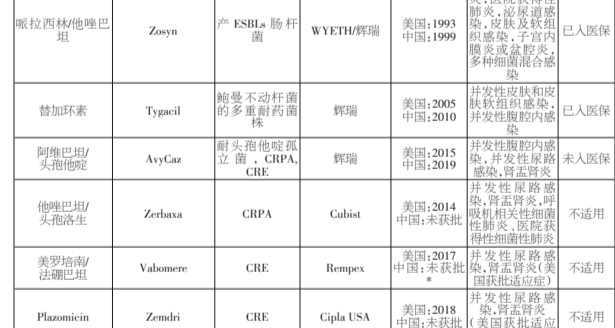 哌拉西林/他唑巴
坦
Zosyn
产 ESBLs 肠杆
菌
WYETH/辉瑞
美国:1993
中国:1999
肺炎,泌尿道感
染,皮肤及软组
织感染,子宫内
膜炎或盆腔炎,
多种细菌混合感
染
已入医保
替加环素
Tygacil
鲍曼不动杆菌
的多重耐药菌
株
辉瑞
美国:2005
中国:2010
并发性皮肤和皮
肤软组织感染,
并发性腹腔内感
染
已入医保
阿维巴坦/
头孢他啶
AvyCaz
耐头孢他啶孤
立菌,CRPA,
CRE
辉瑞
美国:2015
中国:2019
并发性腹腔内感
染,并发性尿路
感染,肾盂肾炎
未入医保
他唑巴坦/
头孢洛生
Zerbaxa
CRPA
Cubist
美国:2014
中国:未获批
并发性尿路感
染,肾盂肾炎,呼
吸机相关性细菌
性肺炎、医院获
得性细菌性肺炎
不适用
美罗培南/
法硼巴坦
Vabomere
CRE
Rempex
美国:2017
中国:未获批
*
并发性尿路感
染,肾盂肾炎(美
国获批适应症)
不适用
Plazomicin
Zemdri
CRE
Cipla USA
美国:2018
中国:未获批
并发性尿路感
染,肾盂肾炎
(美国获批适应
不适用